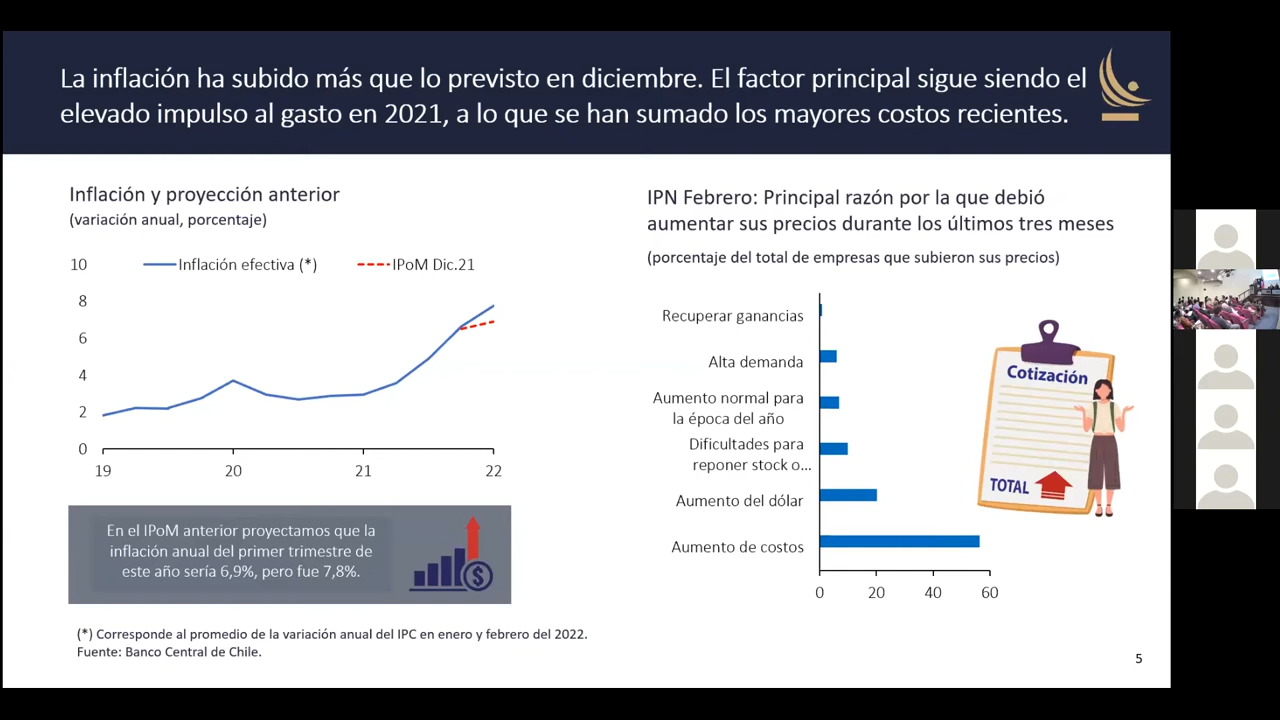 La inflación ha subido más que lo previsto en diciembre. El factor principal sigue siendo el
elevado impulso al gasto en 2021, a lo que se han sumado los mayores costos recientes.
Inflación y proyección anterior
(variación anual, porcentaje)
Inflación efectiva (*)
IPoM Dic.21
10
8
6
4
2
0
19
20
21
22
En el IPoM anterior proyectamos que la
inflación anual del primer trimestre de
este año sería 6,9%, pero fue 7,8%.
$
(*) Corresponde al promedio de la variación anual del IPC en enero y febrero del 2022.
Fuente: Banco Central de Chile.
IPN Febrero: Principal razón por la que debió
aumentar sus precios durante los últimos tres meses
(porcentaje del total de empresas que subieron sus precios)
Recuperar ganancias
Alta demanda
Aumento normal para
la época del año
Dificultades para
reponer stock o...
Aumento del dólar
Aumento de costos
0
20
40
60
Cotización
TOTAL
5